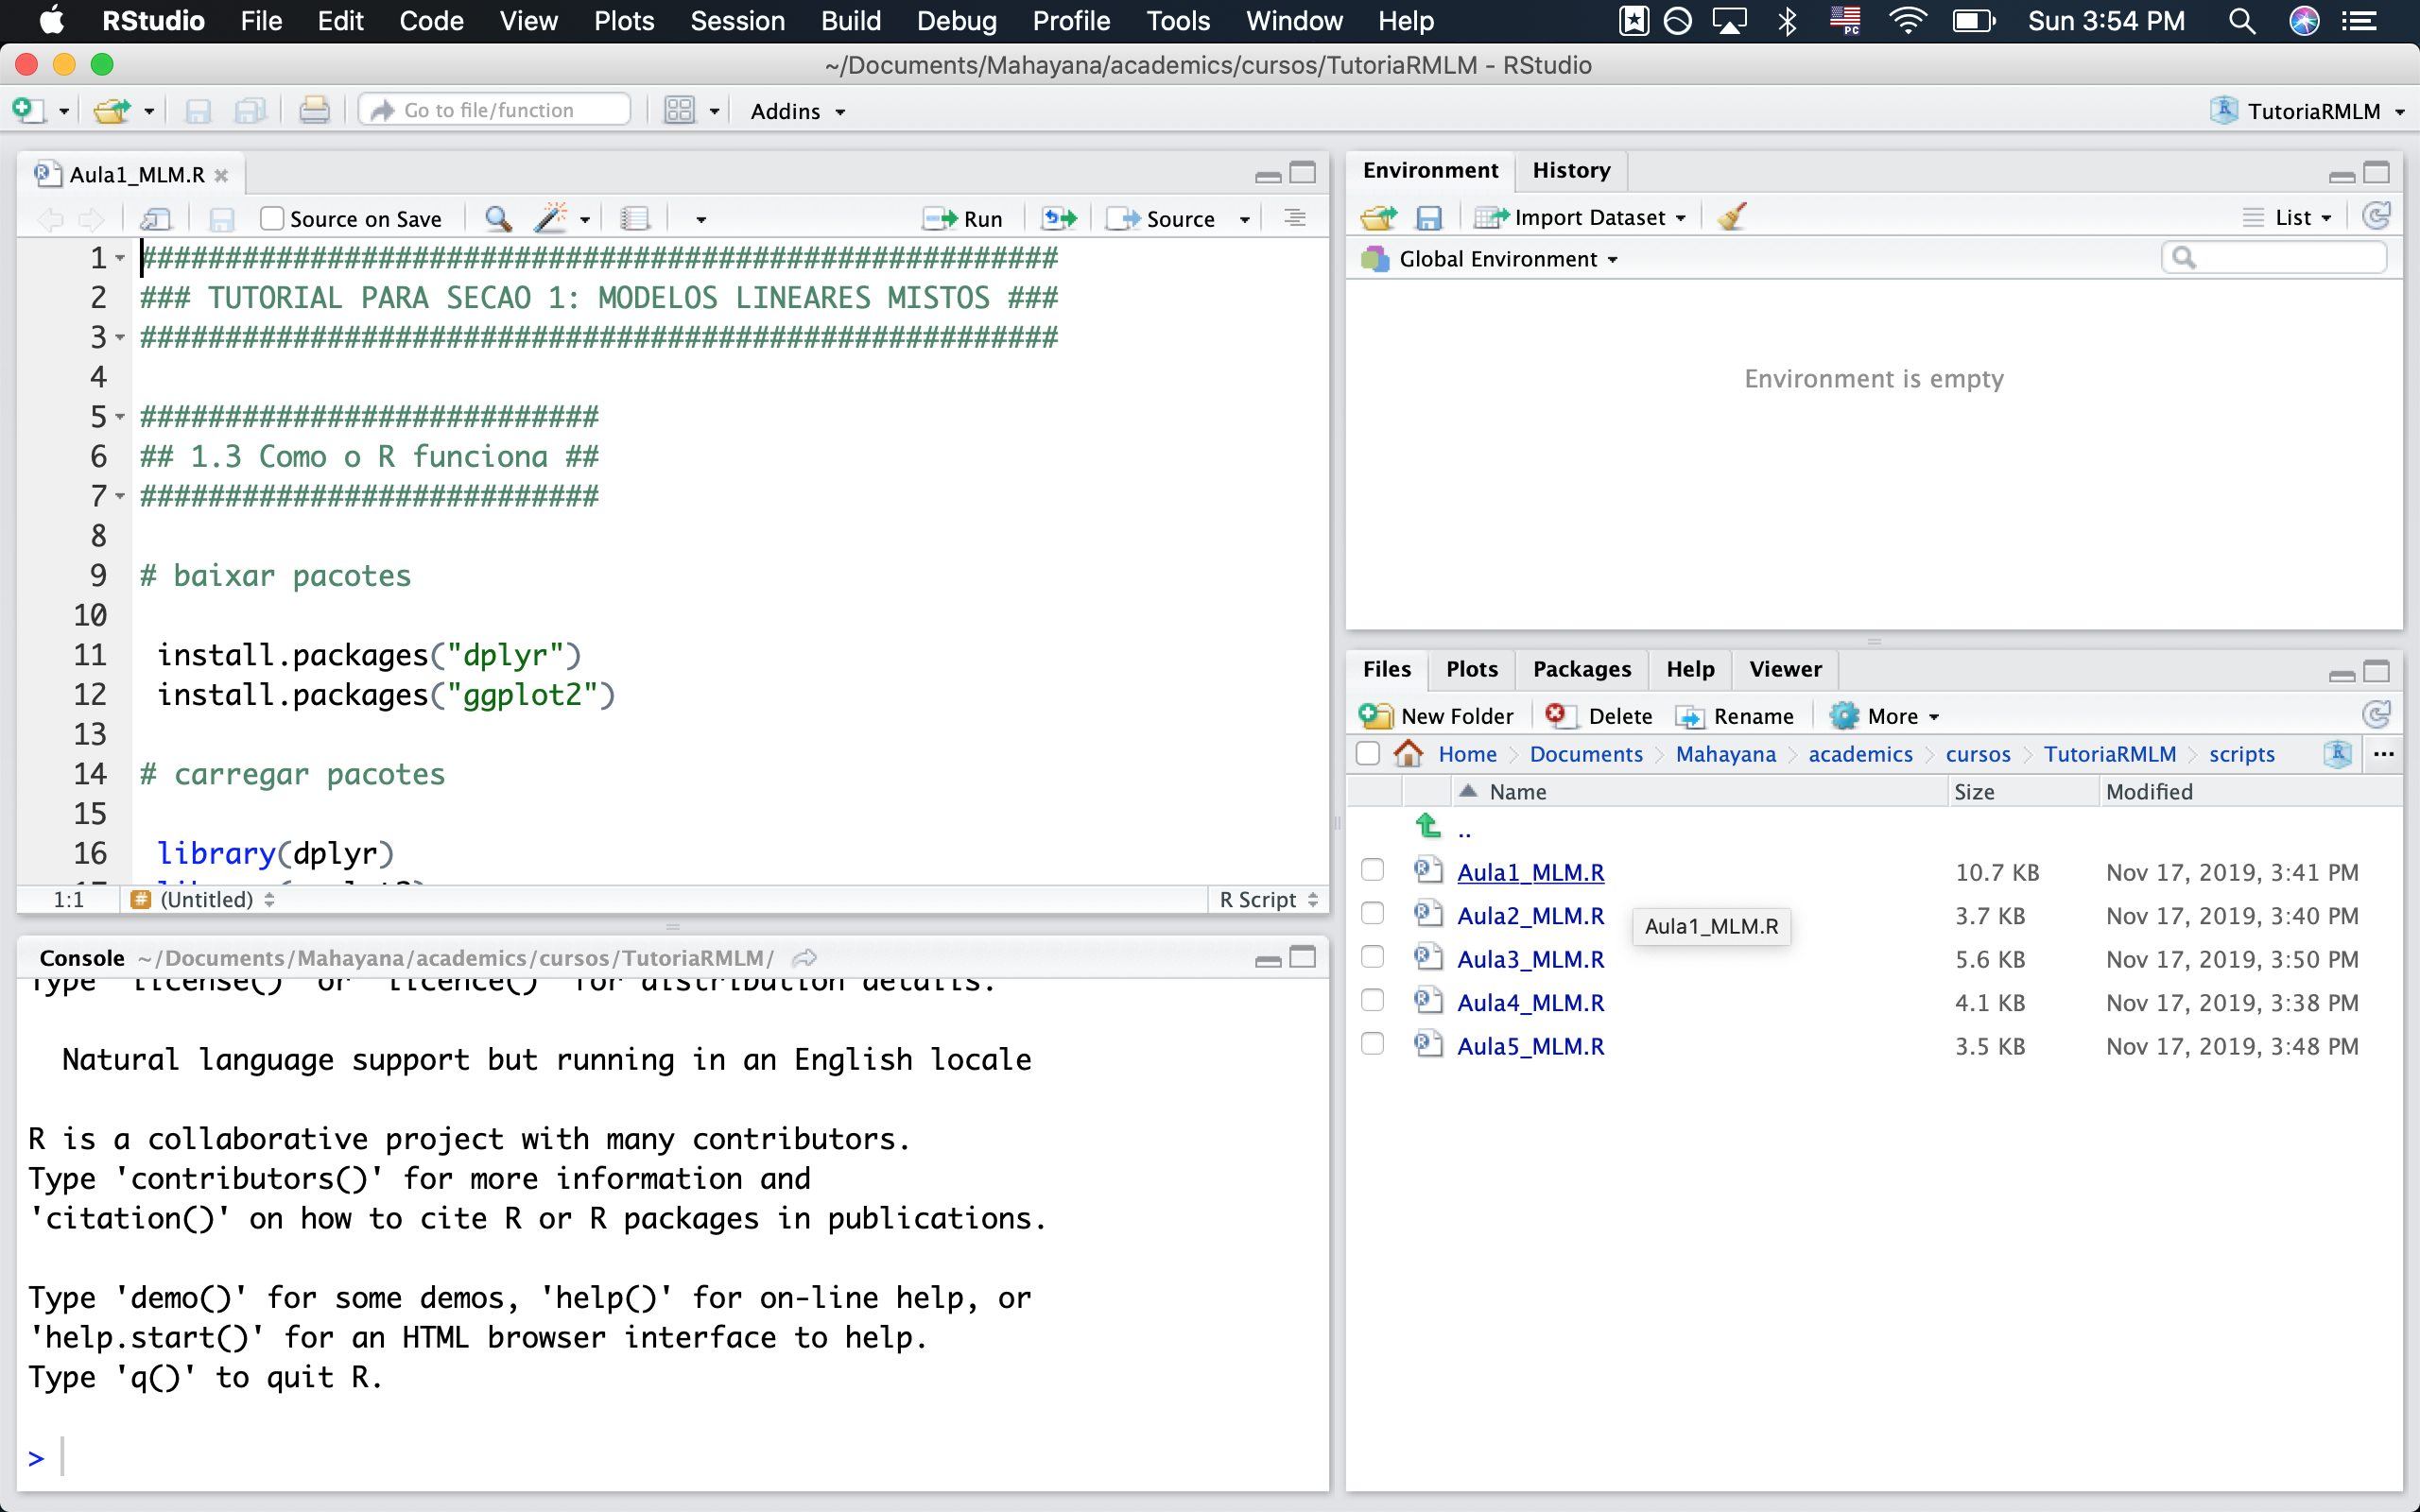 RStudio File Edit Code View Plots Session Build Debug Profile Tools Window Help PC Sun 3:54 PM
~/Documents/Mahayana/academics/cursos/TutoriaRMLM - RStudio
Go to file/function Addins TutoriaRMLM
Aula1_MLM.R
Source on Save Run Source
1 ######################################################
2 ### TUTORIAL PARA SECAO 1: MODELOS LINEARES MISTOS ###
3 ######################################################
4
5 ###########################
6 ## 1.3 Como o R funciona ##
7 ###########################
8
9 # baixar pacotes
10
11 install.packages("dplyr")
12 install.packages("ggplot2")
13
14 # carregar pacotes
15
16 library(dplyr)
1:1 (Untitled) R Script
Console ~/Documents/Mahayana/academics/cursos/TutoriaRMLM/
Type 'license()' or 'licence()' for distribution details.
Natural language support but running in an English locale
R is a collaborative project with many contributors.
Type 'contributors()' for more information and
'citation()' on how to cite R or R packages in publications.
Type 'demo()' for some demos, 'help()' for on-line help, or
'help.start()' for an HTML browser interface to help.
Type 'q()' to quit R.
>
Environment History
Import Dataset List
Global Environment
Environment is empty
Files Plots Packages Help Viewer
New Folder Delete Rename More
Home Documents Mahayana academics cursos TutoriaRMLM scripts ...
Name Size Modified
..
Aula1_MLM.R 10.7 KB Nov 17, 2019, 3:41 PM
Aula2_MLM.R 3.7 KB Nov 17, 2019, 3:40 PM
Aula1_MLM.R
Aula3_MLM.R 5.6 KB Nov 17, 2019, 3:50 PM
Aula4_MLM.R 4.1 KB Nov 17, 2019, 3:38 PM
Aula5_MLM.R 3.5 KB Nov 17, 2019, 3:48 PM